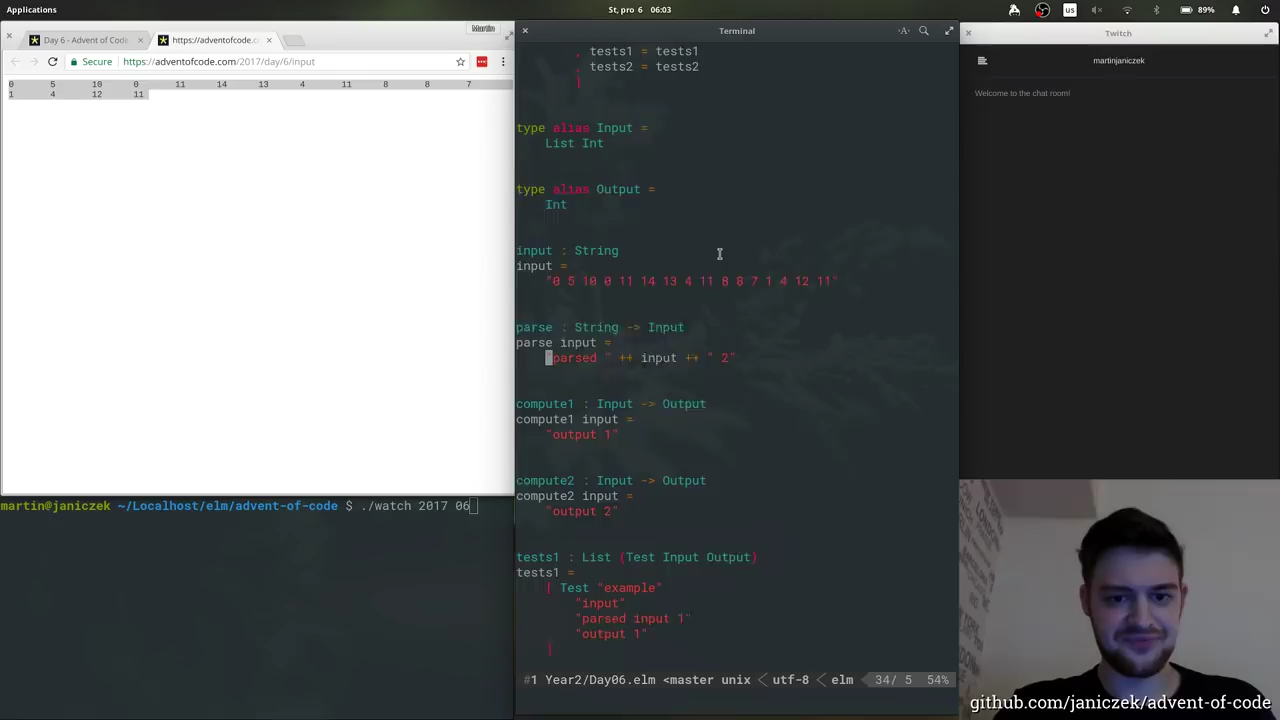 Applications
St, pro 6 06:03
us
89%
Day 6 - Advent of Code
https://adventofcode.c
Martin
Secure https://adventofcode.com/2017/day/6/input
0 5 10 0 11 14 13 4 11 8 8 7
1 4 12 11
martin@janiczek ~/Localhost/elm/advent-of-code $ ./watch 2017 06
Terminal
, tests1 = tests1
, tests2 = tests2
}
type alias Input =
List Int
type alias Output =
Int
input : String
input =
"0 5 10 0 11 14 13 4 11 8 8 7 1 4 12 11"
parse : String -> Input
parse input =
"parsed " ++ input ++ " 2"
compute1 : Input -> Output
compute1 input =
"output 1"
compute2 : Input -> Output
compute2 input =
"output 2"
tests1 : List (Test Input Output)
tests1 =
[ Test "example"
"input"
"parsed input 1"
"output 1"
]
#1 Year2/Day06.elm <master unix < utf-8 < elm 34/ 5 54%
Twitch
martinjaniczek
Welcome to the chat room!
github.com/janiczek/advent-of-code